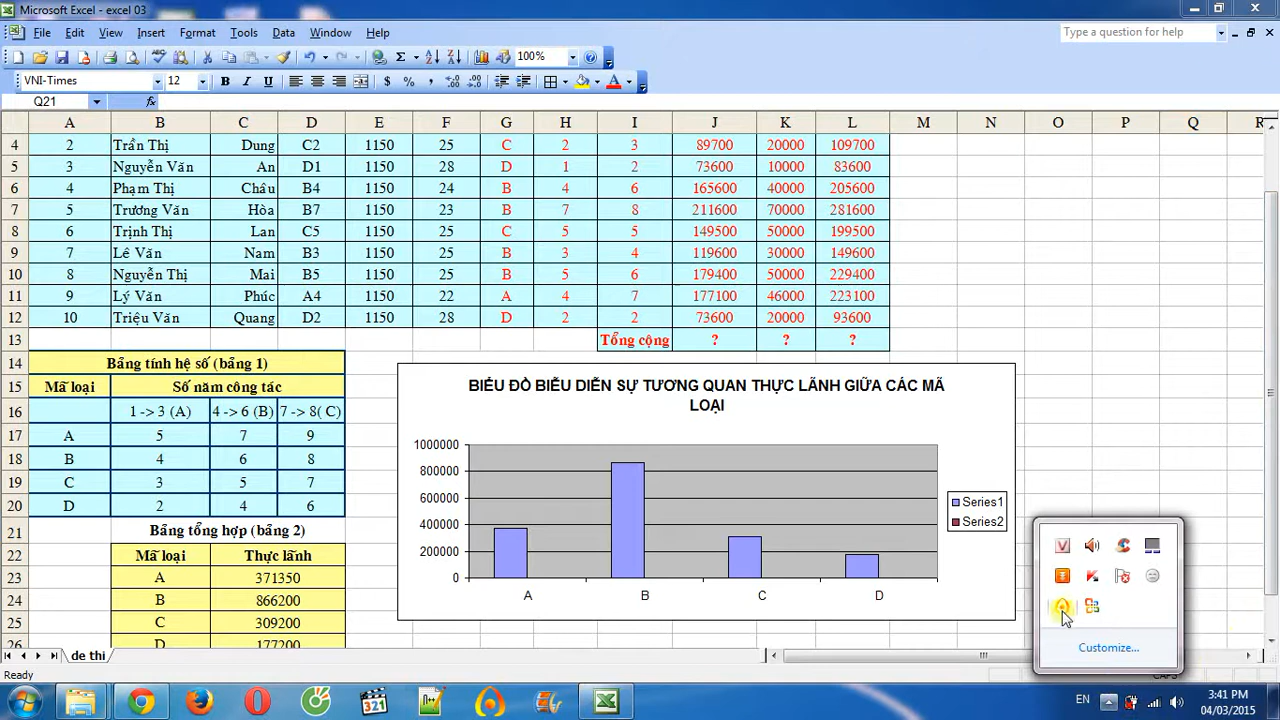 Microsoft Excel - excel 03
File Edit View Insert Format Tools Data Window Help
Type a question for help
100%
VNI-Times 12
Q21
A B C D E F G H I J K L M N O P Q R
4 2 Trần Thị Dung C2 1150 25 C 2 3 89700 20000 109700
5 3 Nguyễn Văn An D1 1150 28 D 1 2 73600 10000 83600
6 4 Phạm Thị Châu B4 1150 24 B 4 6 165600 40000 205600
7 5 Trương Văn Hòa B7 1150 23 B 7 8 211600 70000 281600
8 6 Trịnh Thị Lan C5 1150 25 C 5 5 149500 50000 199500
9 7 Lê Văn Nam B3 1150 25 B 3 4 119600 30000 149600
10 8 Nguyễn Thị Mai B5 1150 25 B 5 6 179400 50000 229400
11 9 Lý Văn Phúc A4 1150 22 A 4 7 177100 46000 223100
12 10 Triệu Văn Quang D2 1150 28 D 2 2 73600 20000 93600
13 Tổng cộng ? ? ?
14 Bảng tính hệ số (bảng 1)
15 Mã loại Số năm công tác
16 1 -> 3 (A) 4 -> 6 (B) 7 -> 8( C)
17 A 5 7 9
18 B 4 6 8
19 C 3 5 7
20 D 2 4 6
21 Bảng tổng hợp (bảng 2)
22 Mã loại Thực lãnh
23 A 371350
24 B 866200
25 C 309200
26 D 177200
BIỂU ĐỒ BIỂU DIỄN SỰ TƯƠNG QUAN THỰC LÃNH GIỮA CÁC MÃ
LOẠI
1000000
800000
600000
400000
200000
0
A B C D
Series1
Series2
Customize...
de thi
Ready
CAPS
EN
3:41 PM
04/03/2015